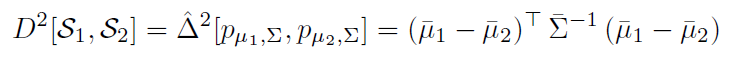 D²[𝒮₁, 𝒮₂] = Δ̂²[p_{μ₁,Σ}, p_{μ₂,Σ}] = (μ̄₁ − μ̄₂)^⊤ Σ̄⁻¹ (μ̄₁ − μ̄₂)